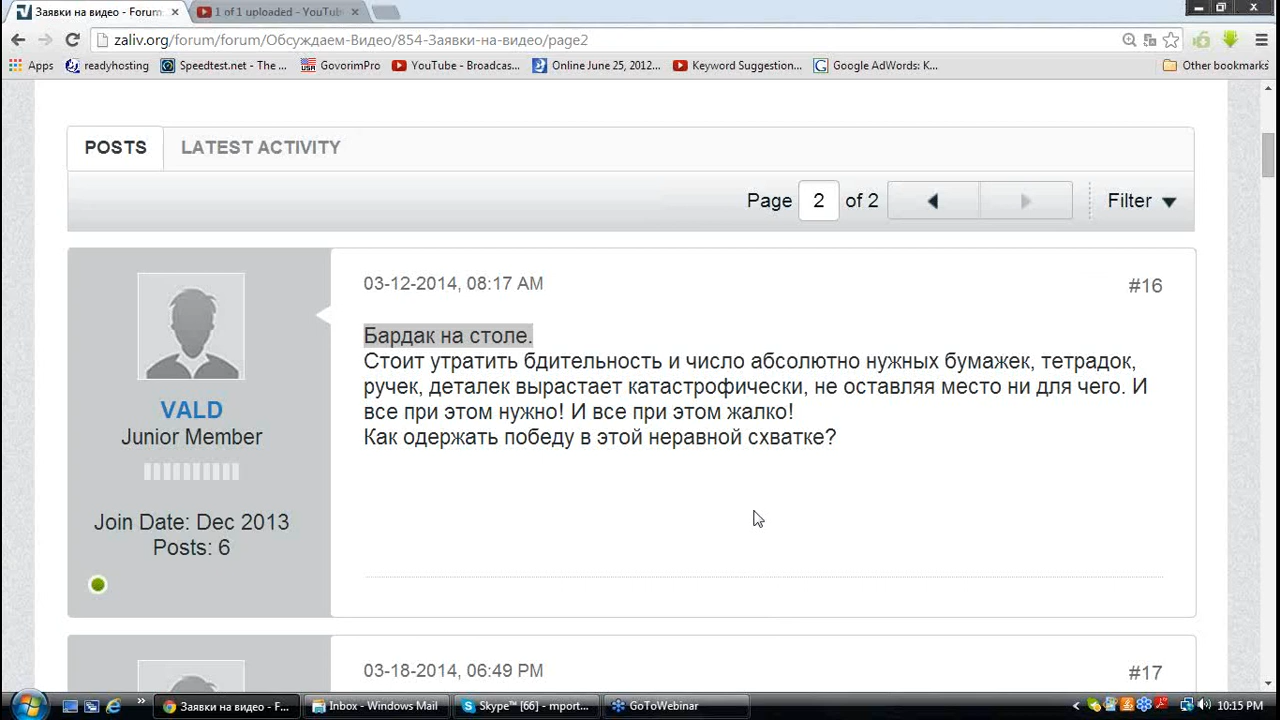 Заявки на видео - Forum
1 of 1 uploaded - YouTub
zaliv.org/forum/forum/Обсуждаем-Видео/854-Заявки-на-видео/page2
Apps readyhosting Speedtest.net - The ... GovorimPro YouTube - Broadcas... Online June 25, 2012... Keyword Suggestion... Google AdWords: K... Other bookmarks
POSTS LATEST ACTIVITY
Page 2 of 2 Filter
03-12-2014, 08:17 AM #16
Бардак на столе.
Стоит утратить бдительность и число абсолютно нужных бумажек, тетрадок,
ручек, деталек вырастает катастрофически, не оставляя место ни для чего. И
все при этом нужно! И все при этом жалко!
Как одержать победу в этой неравной схватке?
VALD
Junior Member
Join Date: Dec 2013
Posts: 6
03-18-2014, 06:49 PM #17
Заявки на видео - F... Inbox - Windows Mail Skype™ [66] - mport... GoToWebinar 10:15 PM